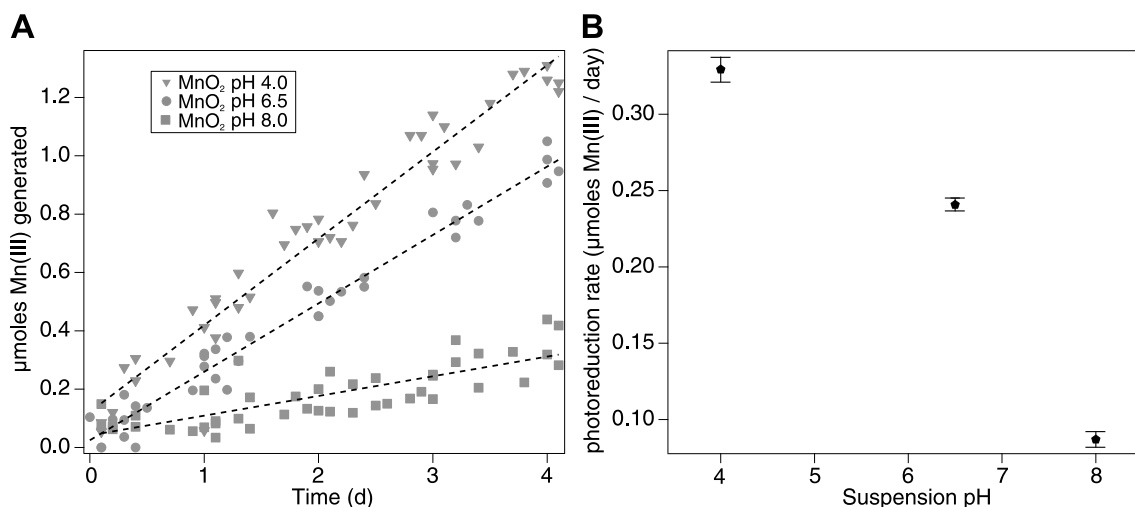 A
µmoles Mn(III) generated
1.2
1.0
0.8
0.6
0.4
0.2
0.0
MnO₂ pH 4.0
MnO₂ pH 6.5
MnO₂ pH 8.0
0 1 2 3 4
Time (d)
B
photoreduction rate (µmoles Mn(III) / day)
0.30
0.25
0.20
0.15
0.10
4 5 6 7 8
Suspension pH